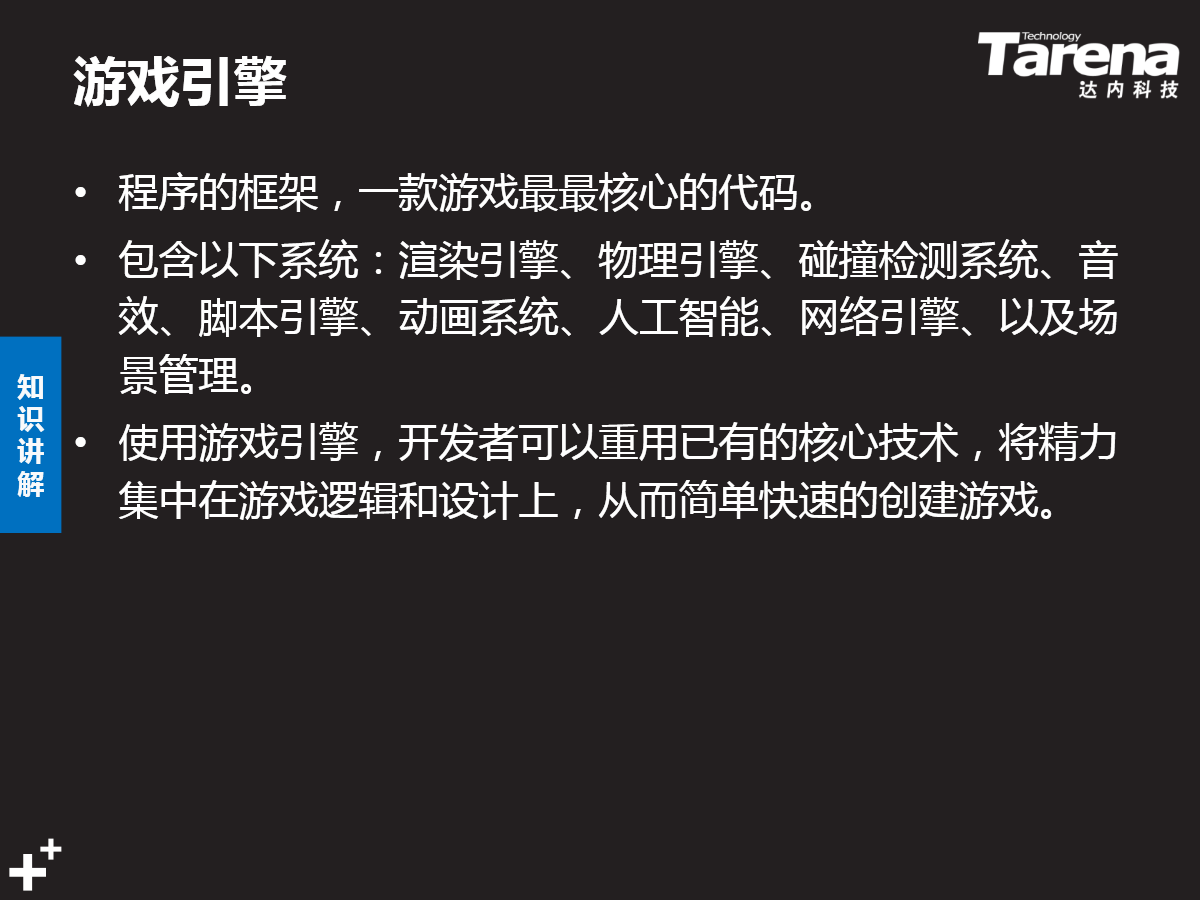 游戏引擎
Technology
Tarena
达内科技
• 程序的框架，一款游戏最最核心的代码。
• 包含以下系统：渲染引擎、物理引擎、碰撞检测系统、音
效、脚本引擎、动画系统、人工智能、网络引擎、以及场
景管理。
• 使用游戏引擎，开发者可以重用已有的核心技术，将精力
集中在游戏逻辑和设计上，从而简单快速的创建游戏。
知
识
讲
解